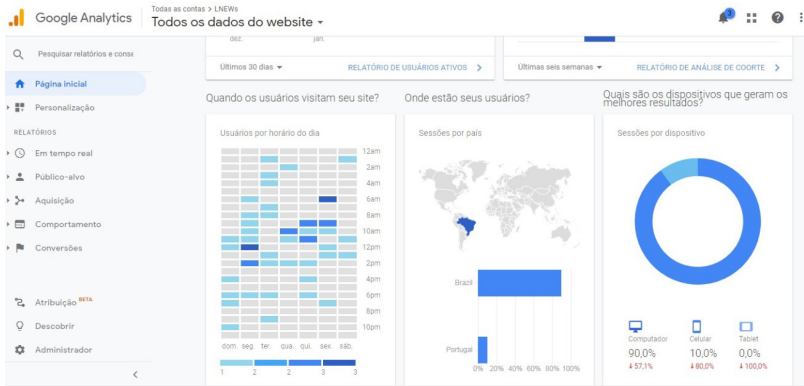 Google Analytics
Todas as contas > LNEWs
Todos os dados do website
3
Pesquisar relatórios e conse
Página inicial
Personalização
RELATÓRIOS
Em tempo real
Público-alvo
Aquisição
Comportamento
Conversões
Atribuição BETA
Descobrir
Administrador
dez. jan.
Últimos 30 dias
RELATÓRIO DE USUÁRIOS ATIVOS
Últimas seis semanas
RELATÓRIO DE ANÁLISE DE COORTE
Quando os usuários visitam seu site?
Usuários por horário do dia
12am
2am
4am
6am
8am
10am
12pm
2pm
4pm
6pm
8pm
10pm
dom. seg. ter. qua. qui. sex. sáb.
1 2 2 3 3
Onde estão seus usuários?
Sessões por país
Brazil
Portugal
0% 20% 40% 60% 80% 100%
Quais são os dispositivos que geram os
melhores resultados?
Sessões por dispositivo
Computador Celular Tablet
90,0% 10,0% 0,0%
57,1% 80,0% 100,0%